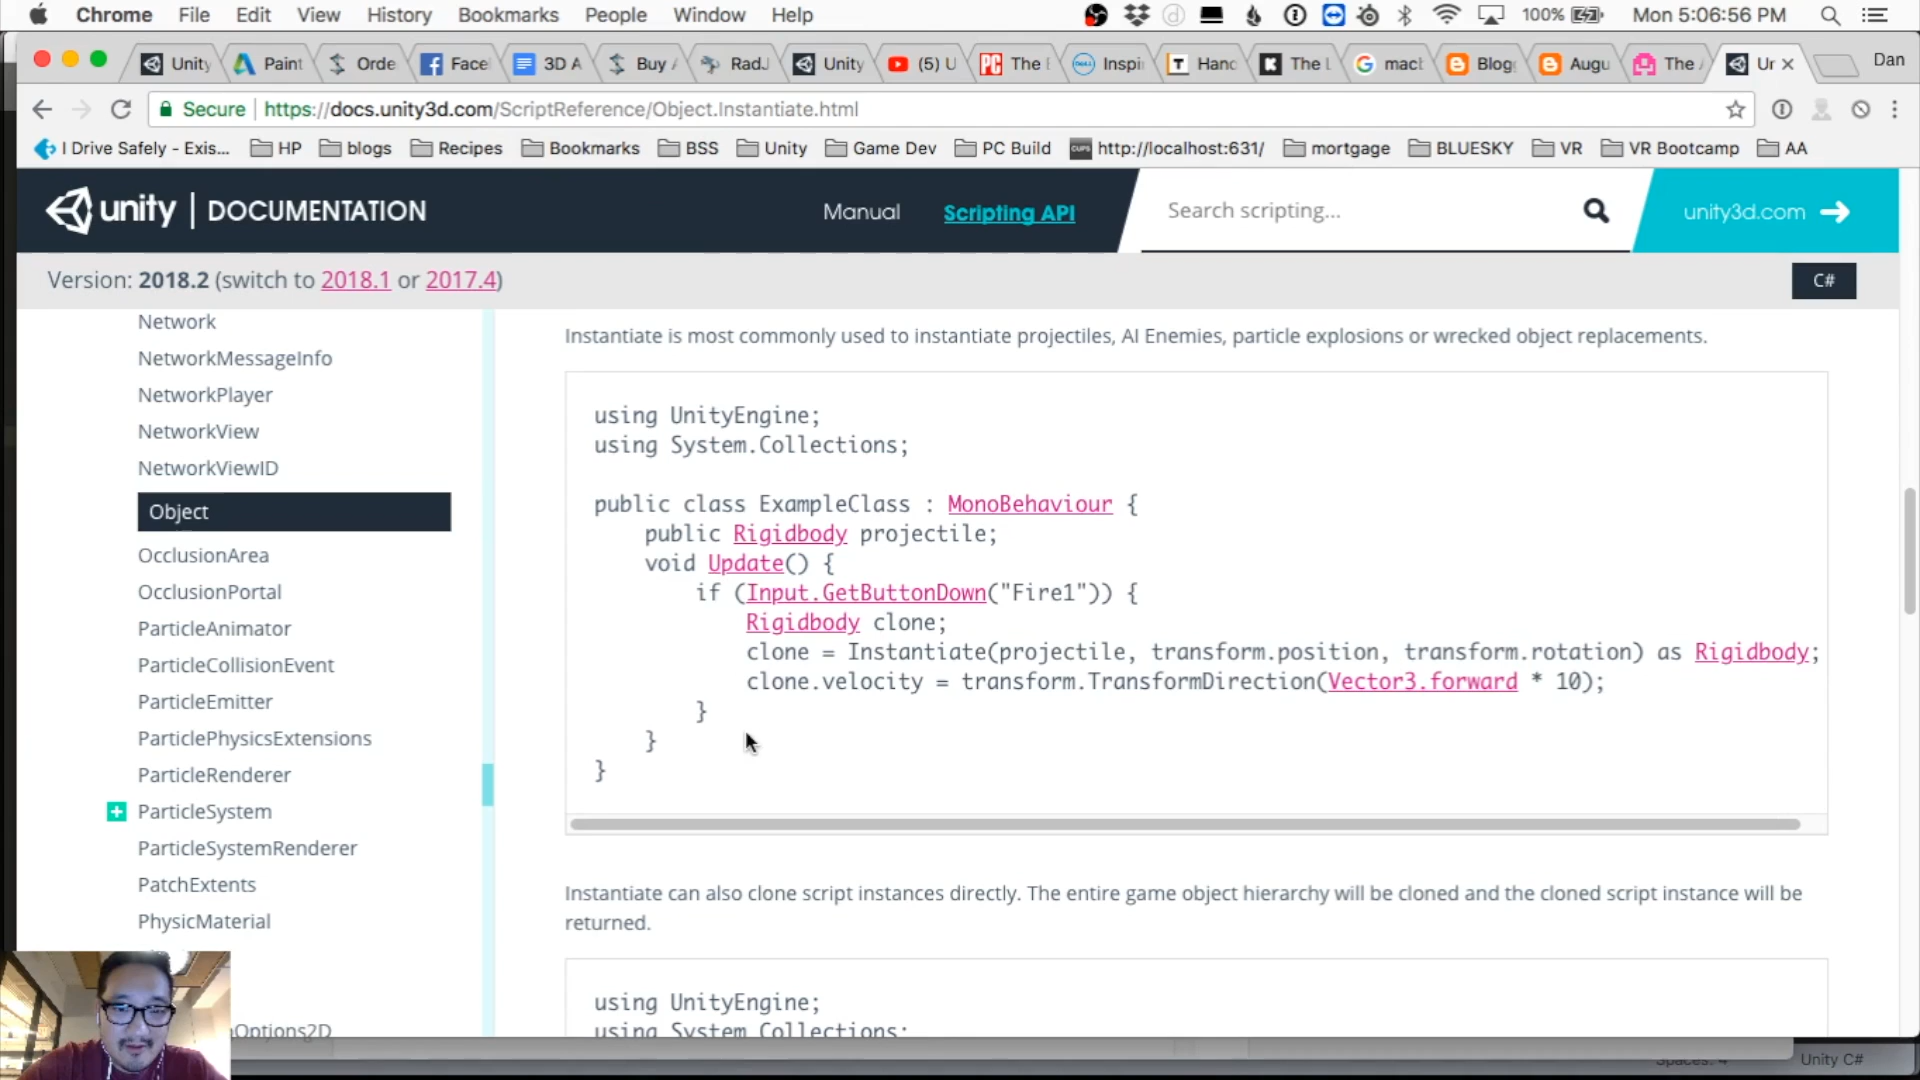 Chrome File Edit View History Bookmarks People Window Help 100% Mon 5:06:56 PM
Unity Paint Orde Face 3D A Buy RadJ Unity (5) U The Inspi Hanc The L mact Blog Augu The Ur Dan
Secure https://docs.unity3d.com/ScriptReference/Object.Instantiate.html
I Drive Safely - Exis... HP blogs Recipes Bookmarks BSS Unity Game Dev PC Build http://localhost:631/ mortgage BLUESKY VR VR Bootcamp AA
unity | DOCUMENTATION Manual Scripting API Search scripting... unity3d.com
Version: 2018.2 (switch to 2018.1 or 2017.4) C#
Network
NetworkMessageInfo
NetworkPlayer
NetworkView
NetworkViewID
Object
OcclusionArea
OcclusionPortal
ParticleAnimator
ParticleCollisionEvent
ParticleEmitter
ParticlePhysicsExtensions
ParticleRenderer
ParticleSystem
ParticleSystemRenderer
PatchExtents
PhysicMaterial
Options2D
Instantiate is most commonly used to instantiate projectiles, AI Enemies, particle explosions or wrecked object replacements.
using UnityEngine;
using System.Collections;
public class ExampleClass : MonoBehaviour {
public Rigidbody projectile;
void Update() {
if (Input.GetButtonDown("Fire1")) {
Rigidbody clone;
clone = Instantiate(projectile, transform.position, transform.rotation) as Rigidbody;
clone.velocity = transform.TransformDirection(Vector3.forward * 10);
}
}
}
Instantiate can also clone script instances directly. The entire game object hierarchy will be cloned and the cloned script instance will be
returned.
using UnityEngine;
using System.Collections;
Spaces: 4 Unity C#